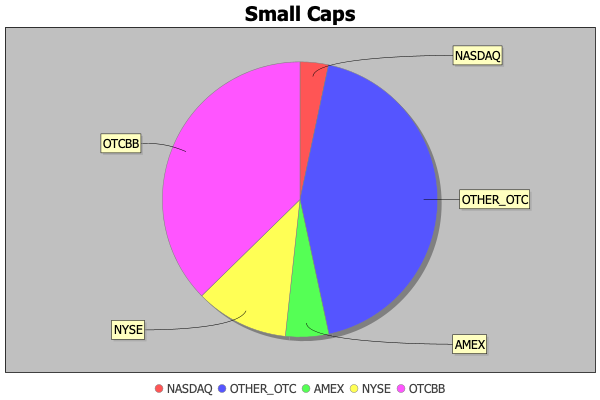 Small Caps
NASDAQ
OTCBB
OTHER_OTC
NYSE
AMEX
NASDAQ OTHER_OTC AMEX NYSE OTCBB